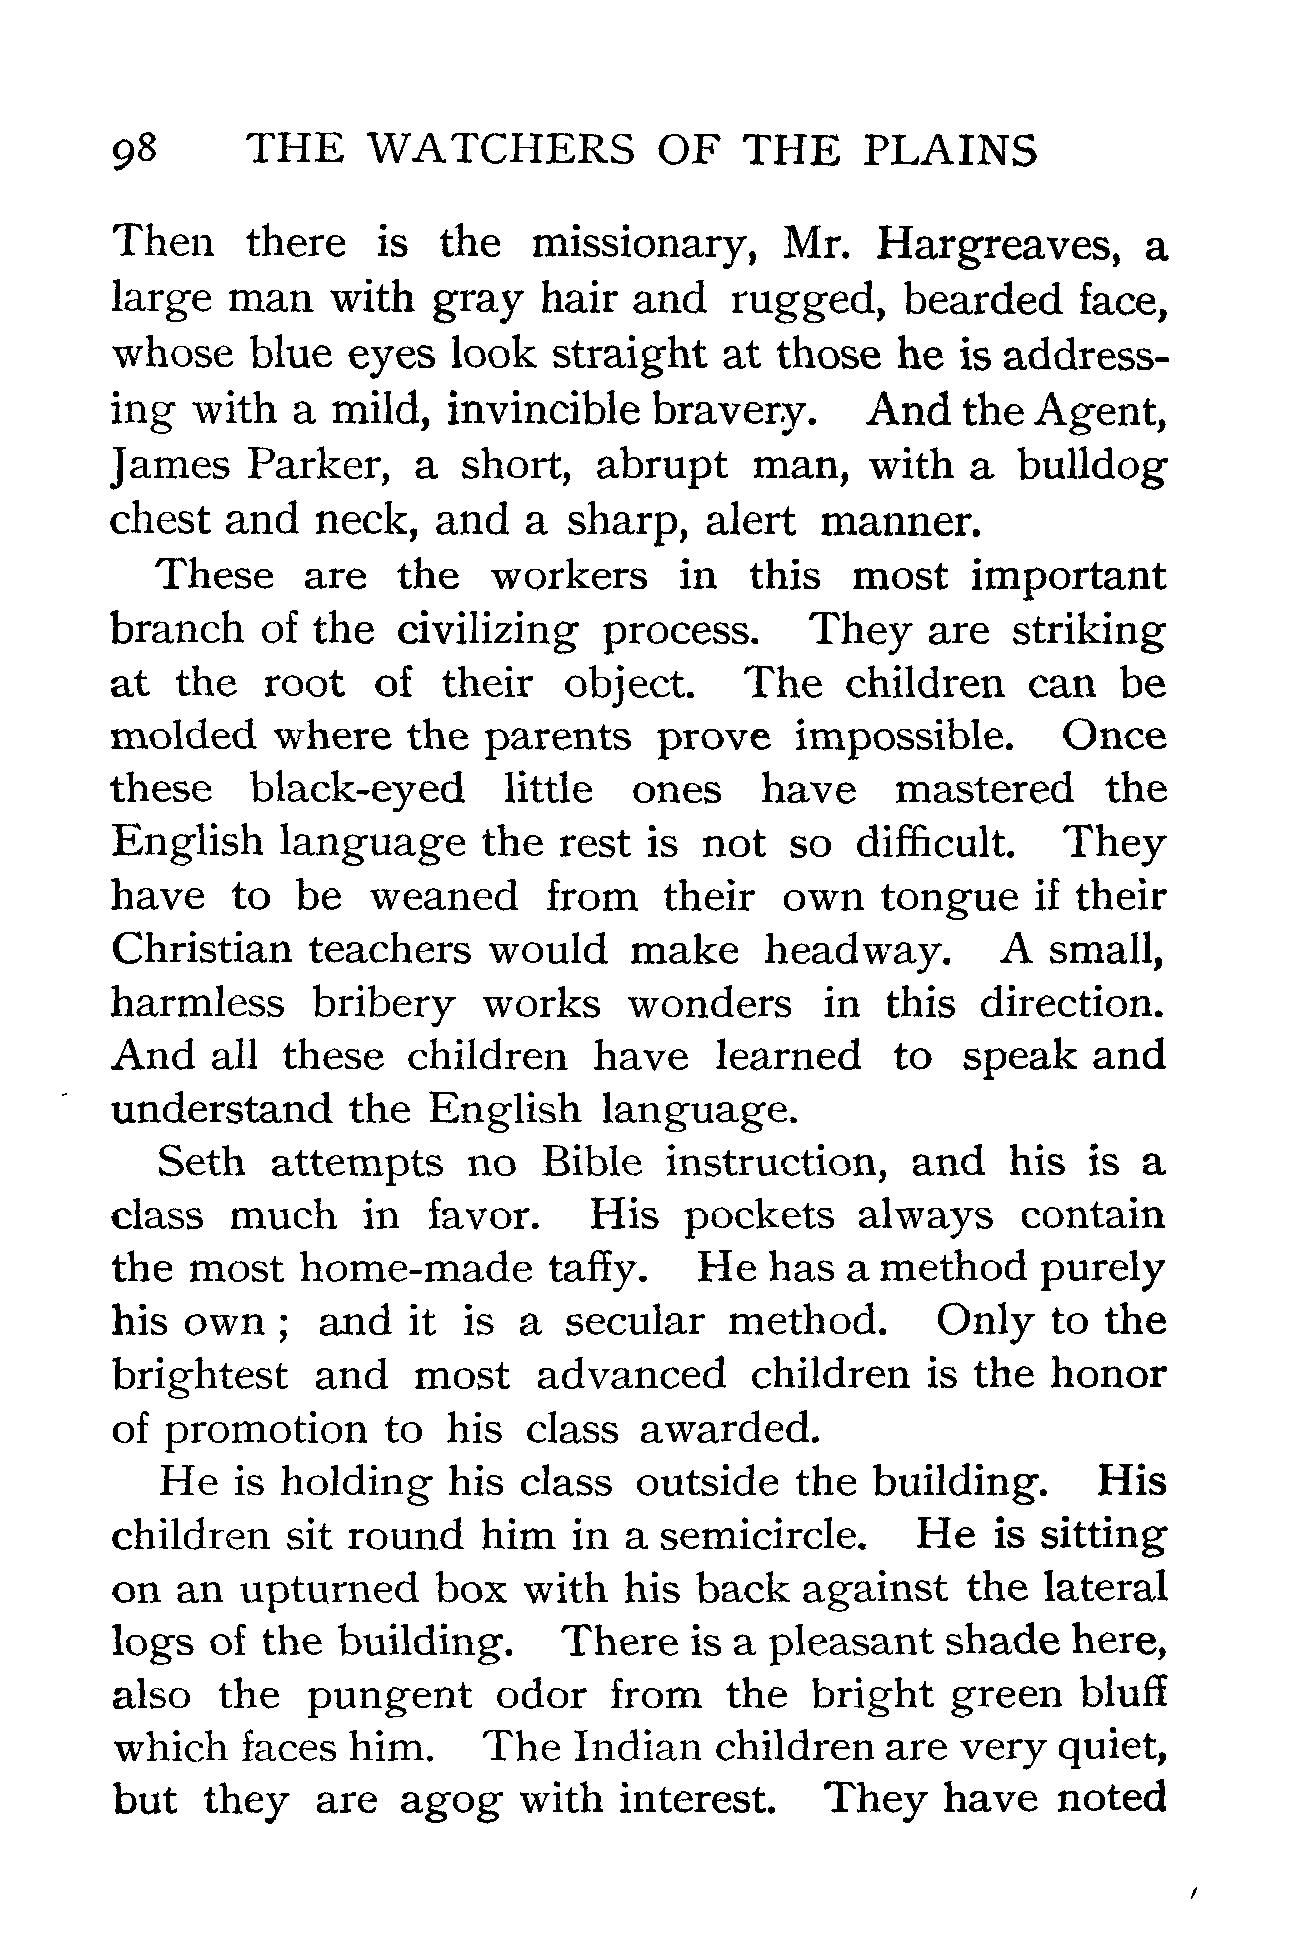 98 THE WATCHERS OF THE PLAINS
Then there is the missionary, Mr. Hargreaves, a
large man with gray hair and rugged, bearded face,
whose blue eyes look straight at those he is address-
ing with a mild, invincible bravery. And the Agent,
James Parker, a short, abrupt man, with a bulldog
chest and neck, and a sharp, alert manner.
These are the workers in this most important
branch of the civilizing process. They are striking
at the root of their object. The children can be
molded where the parents prove impossible. Once
these black-eyed little ones have mastered the
English language the rest is not so difficult. They
have to be weaned from their own tongue if their
Christian teachers would make headway. A small,
harmless bribery works wonders in this direction.
And all these children have learned to speak and
understand the English language.
Seth attempts no Bible instruction, and his is a
class much in favor. His pockets always contain
the most home-made taffy. He has a method purely
his own ; and it is a secular method. Only to the
brightest and most advanced children is the honor
of promotion to his class awarded.
He is holding his class outside the building. His
children sit round him in a semicircle. He is sitting
on an upturned box with his back against the lateral
logs of the building. There is a pleasant shade here,
also the pungent odor from the bright green bluff
which faces him. The Indian children are very quiet,
but they are agog with interest. They have noted